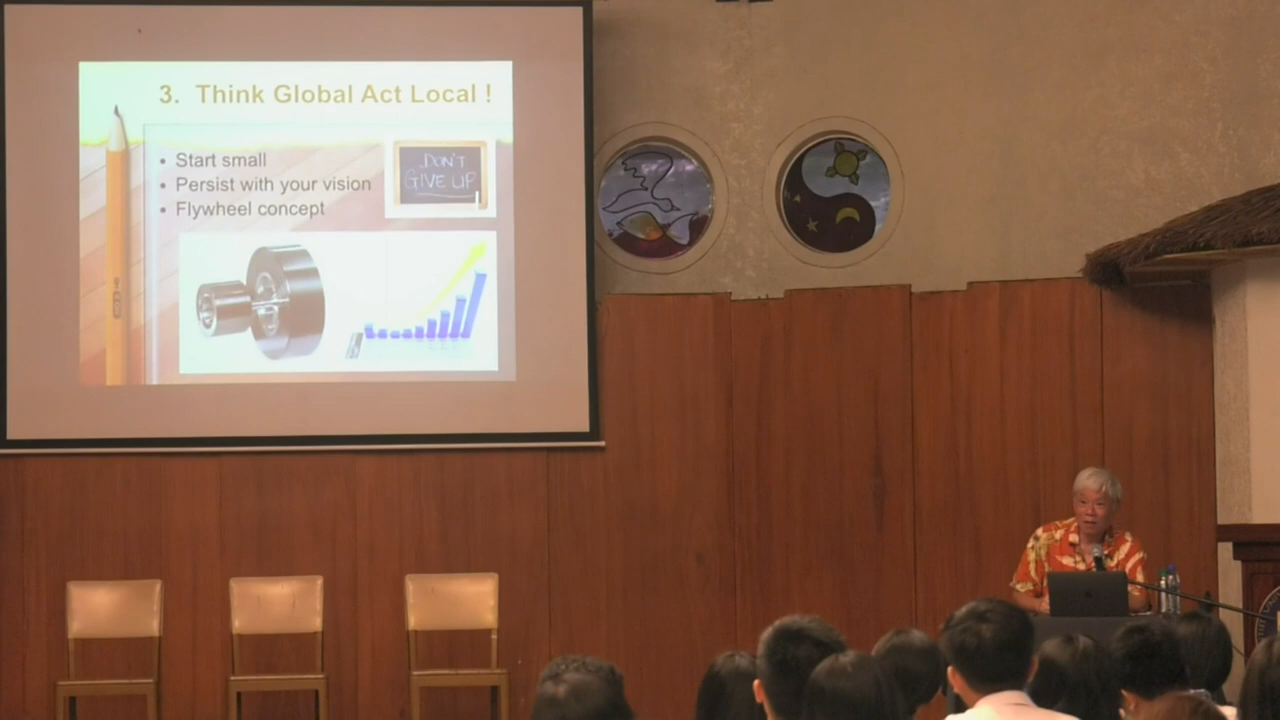 3. Think Global Act Local !
• Start small
• Persist with your vision
• Flywheel concept
DON'T
GIVE UP